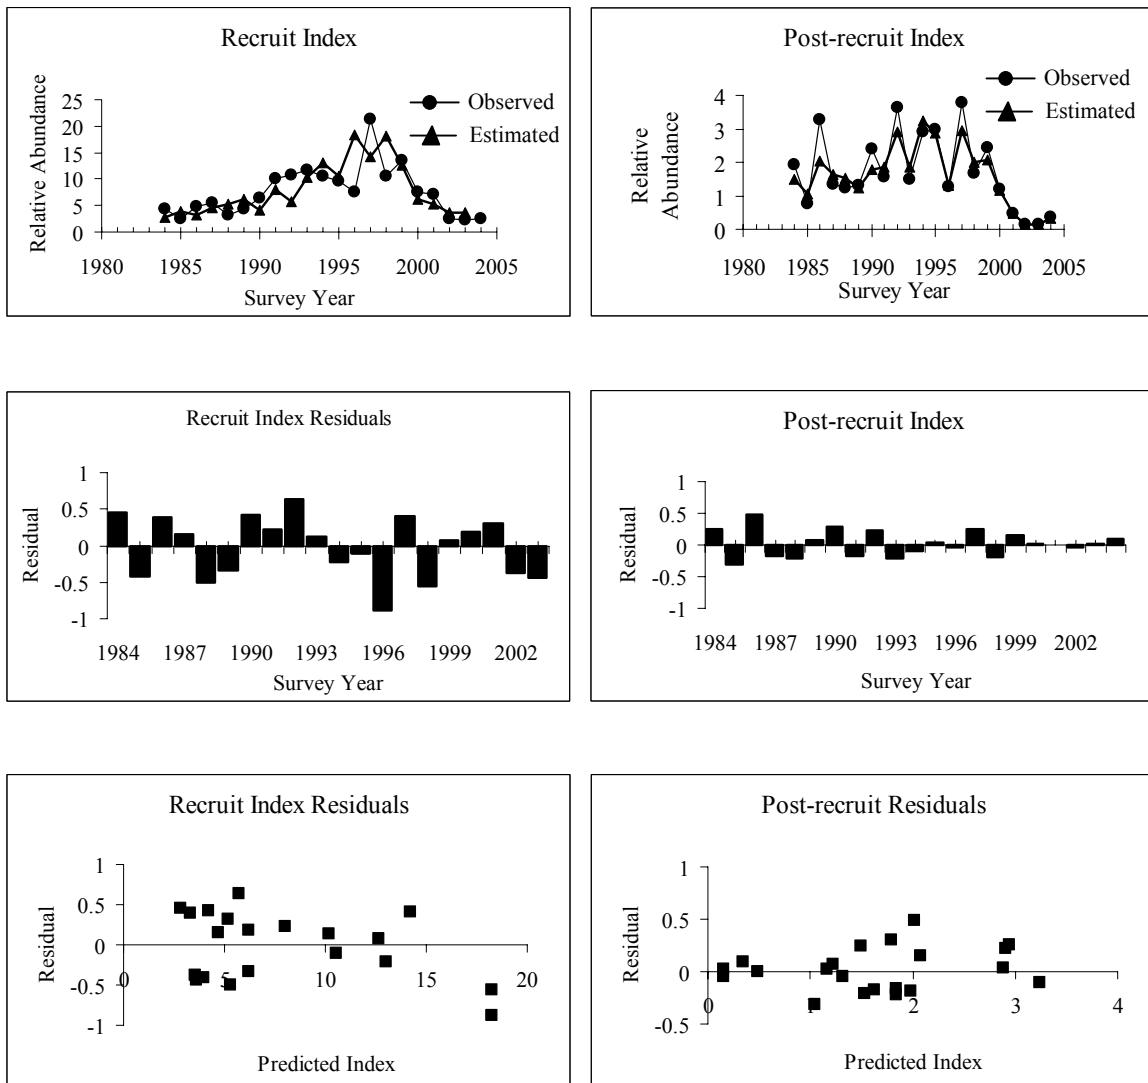 Recruit Index
Relative Abundance
25
20
15
10
5
0
Observed
Estimated
1980 1985 1990 1995 2000 2005
Survey Year
Post-recruit Index
Relative
Abundance
4
3
2
1
0
Observed
Estimated
1980 1985 1990 1995 2000 2005
Survey Year
Recruit Index Residuals
Residual
1
0.5
0
-0.5
-1
1984 1987 1990 1993 1996 1999 2002
Survey Year
Post-recruit Index
Residual
1
0.5
0
-0.5
-1
1984 1987 1990 1993 1996 1999 2002
Survey Year
Recruit Index Residuals
Residual
1
0.5
0
-0.5
-1
0 5 10 15 20
Predicted Index
Post-recruit Residuals
Residual
1
0.5
0
-0.5
0 1 2 3 4
Predicted Index